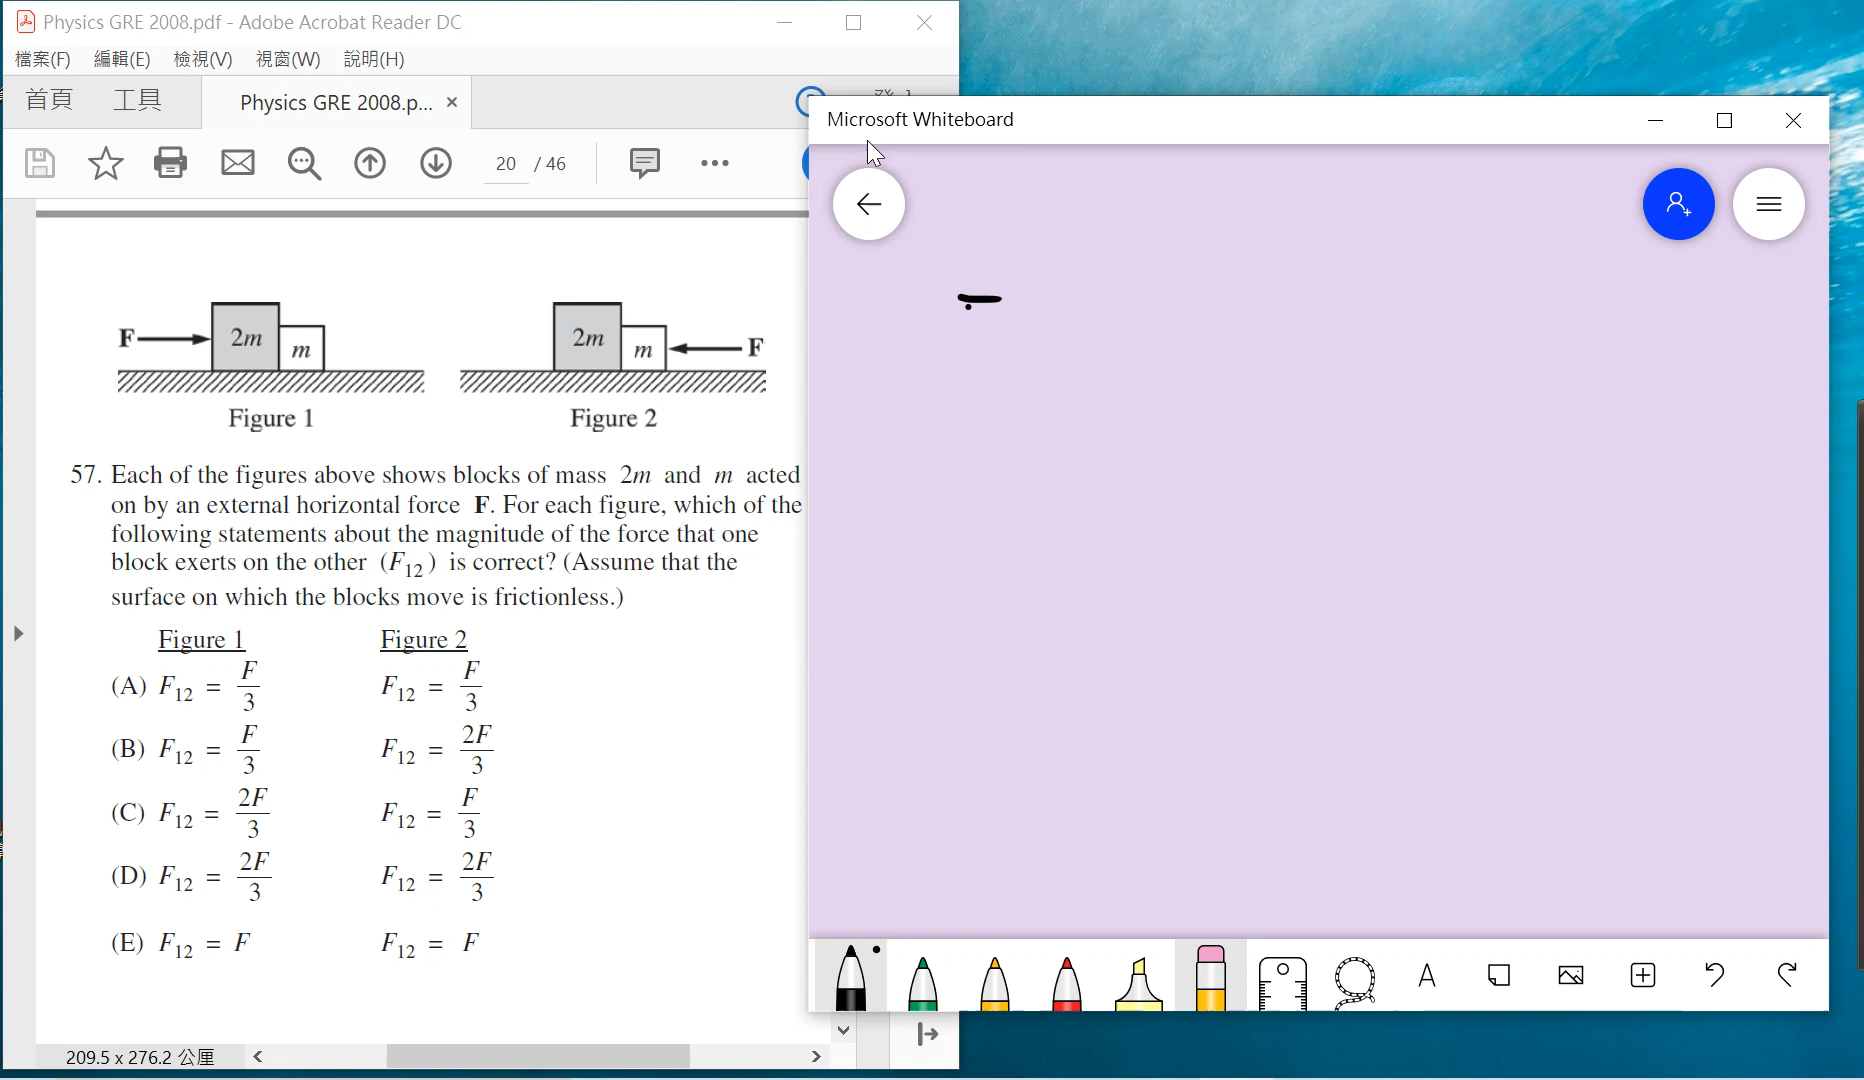 Physics GRE 2008.pdf - Adobe Acrobat Reader DC
檔案(F) 編輯(E) 檢視(V) 視窗(W) 說明(H)
首頁 工具 Physics GRE 2008.p... ×
20 / 46
Microsoft Whiteboard
F 2m m
2m m F
Figure 1 Figure 2
57. Each of the figures above shows blocks of mass 2m and m acted
on by an external horizontal force F. For each figure, which of the
following statements about the magnitude of the force that one
block exerts on the other (F₁₂) is correct? (Assume that the
surface on which the blocks move is frictionless.)
Figure 1 Figure 2
(A) F₁₂ = F/3 F₁₂ = F/3
(B) F₁₂ = F/3 F₁₂ = 2F/3
(C) F₁₂ = 2F/3 F₁₂ = F/3
(D) F₁₂ = 2F/3 F₁₂ = 2F/3
(E) F₁₂ = F F₁₂ = F
209.5 x 276.2 公厘